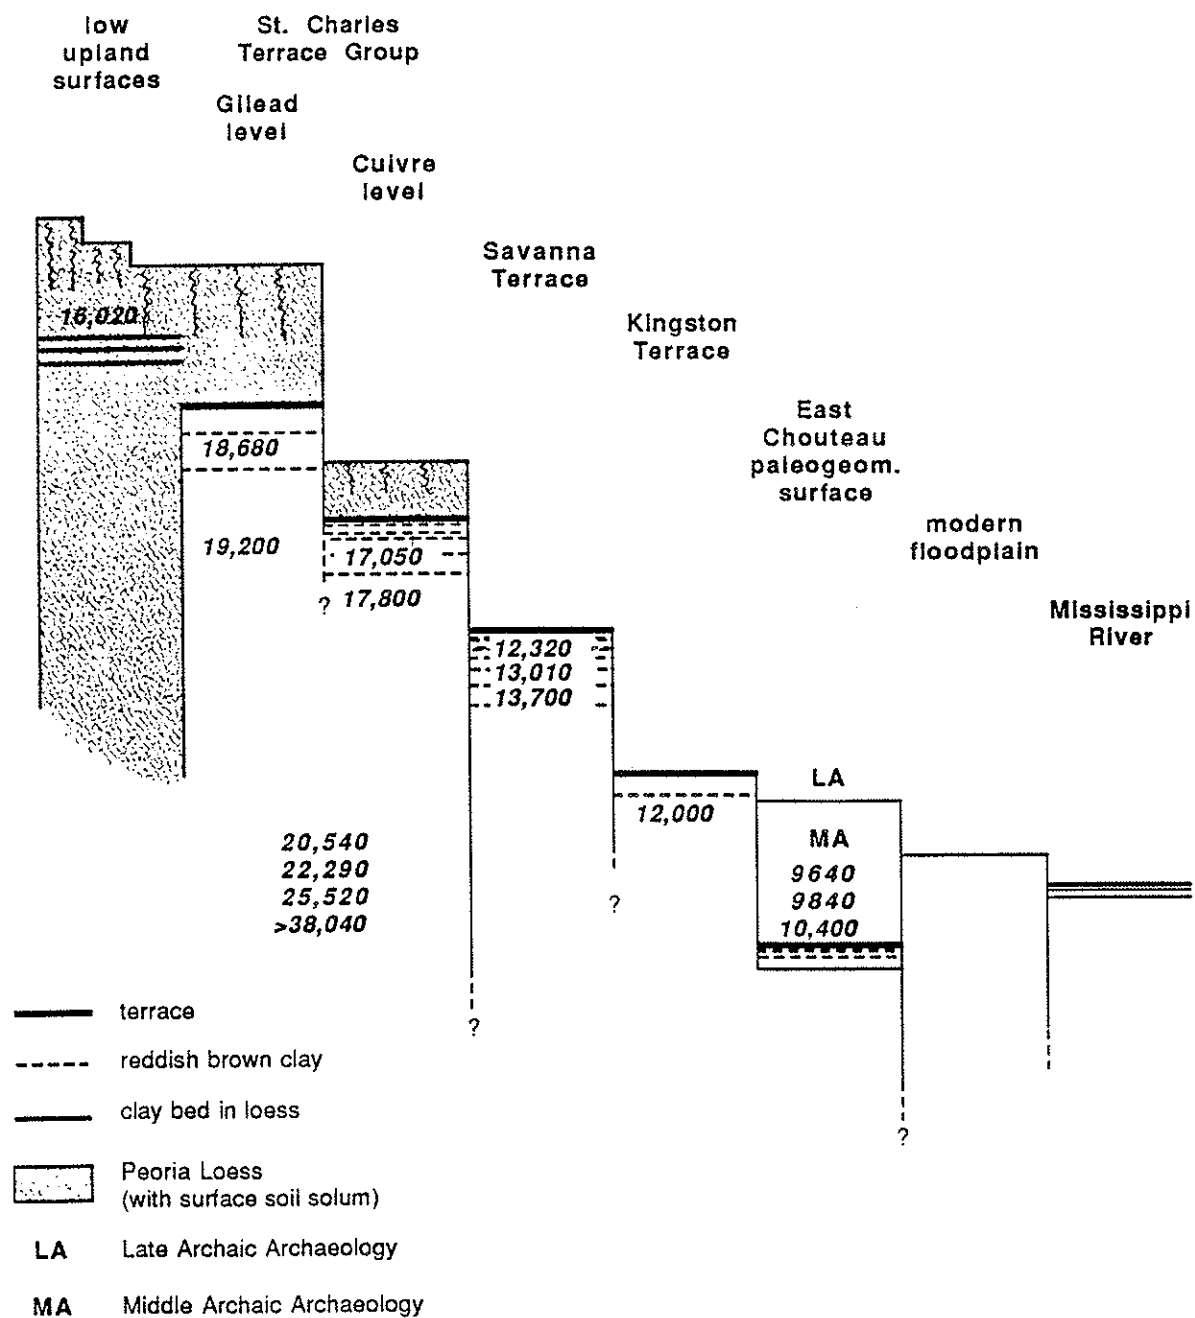 low
upland
surfaces
St. Charles
Terrace Group
Gilead
level
Cuivre
level
Savanna
Terrace
Kingston
Terrace
East
Chouteau
paleogeom.
surface
modern
floodplain
Mississippi
River
16,020
18,680
19,200
17,050
? 17,800
12,320
13,010
13,700
12,000
LA
MA
9640
9840
10,400
20,540
22,290
25,520
>38,040
?
?
?
terrace
reddish brown clay
clay bed in loess
Peoria Loess
(with surface soil solum)
LA Late Archaic Archaeology
MA Middle Archaic Archaeology